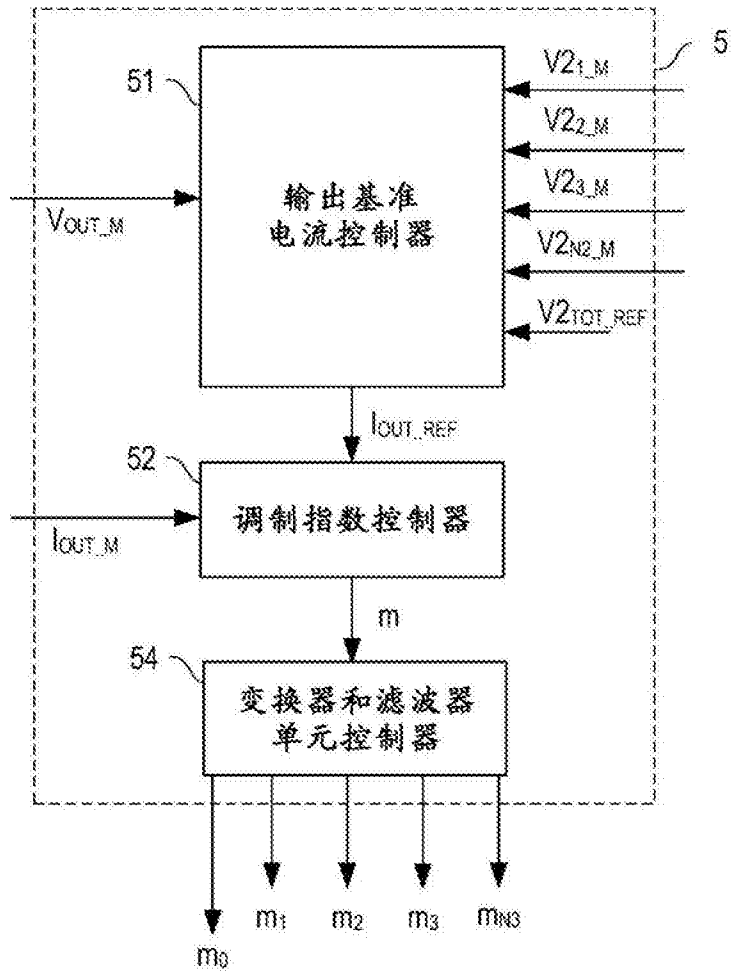 5
51
V2₁_M
V2₂_M
V2₃_M
V2N2_M
V2TOT_REF
VOUT_M
输出基准
电流控制器
IOUT_REF
52
调制指数控制器
IOUT_M
m
54
变换器和滤波器
单元控制器
m₀
m₁
m₂
m₃
mN3